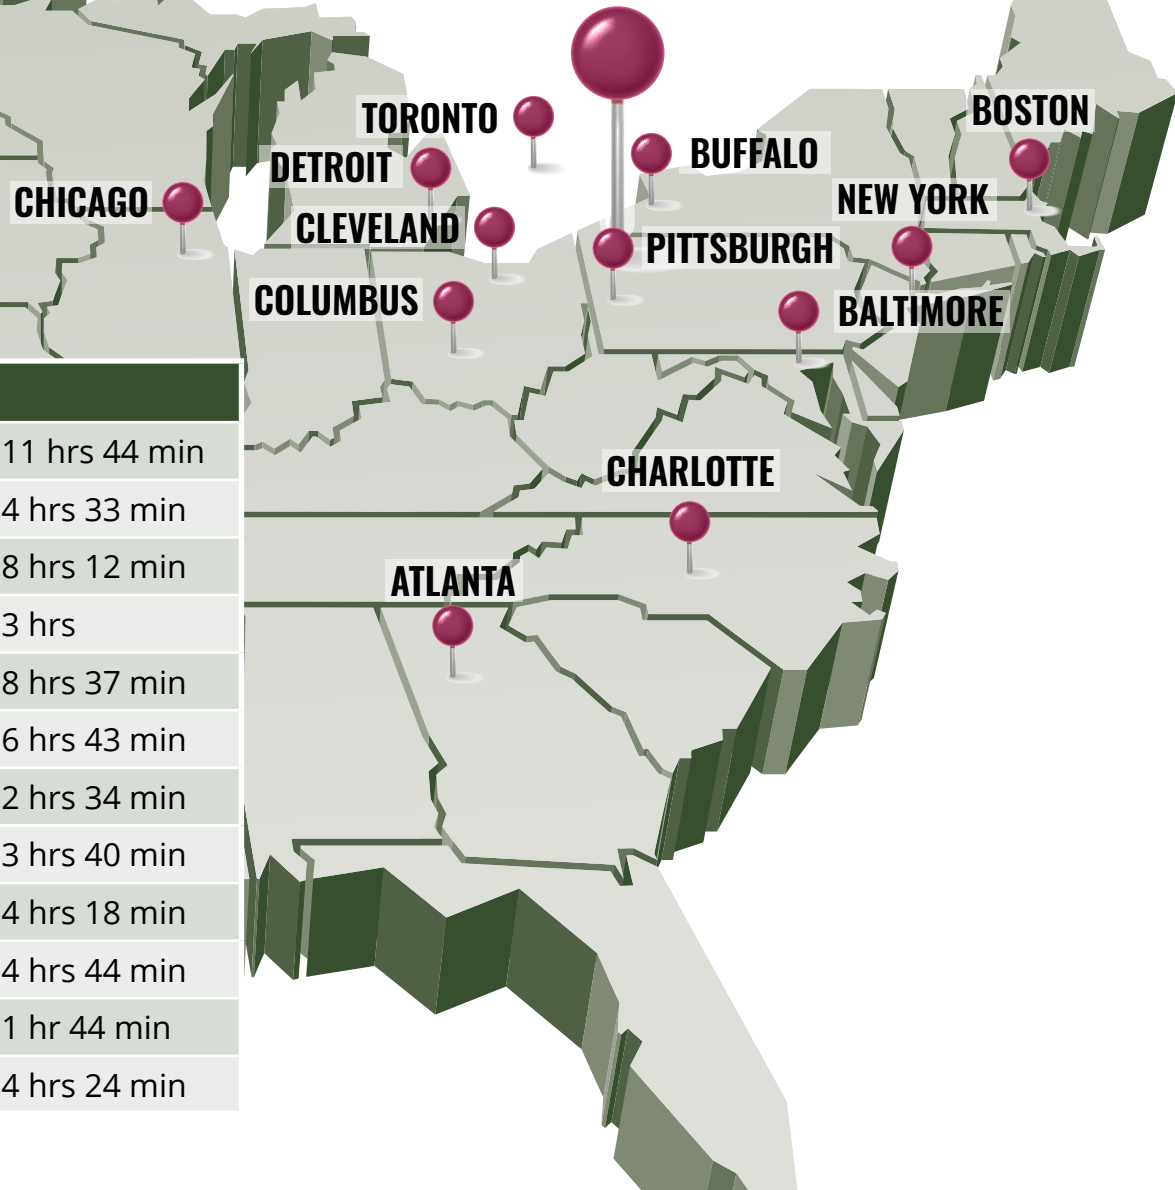 TORONTO
BOSTON
DETROIT
BUFFALO
CHICAGO
NEW YORK
CLEVELAND
PITTSBURGH
COLUMBUS
BALTIMORE
CHARLOTTE
ATLANTA
11 hrs 44 min
4 hrs 33 min
8 hrs 12 min
3 hrs
8 hrs 37 min
6 hrs 43 min
2 hrs 34 min
3 hrs 40 min
4 hrs 18 min
4 hrs 44 min
1 hr 44 min
4 hrs 24 min